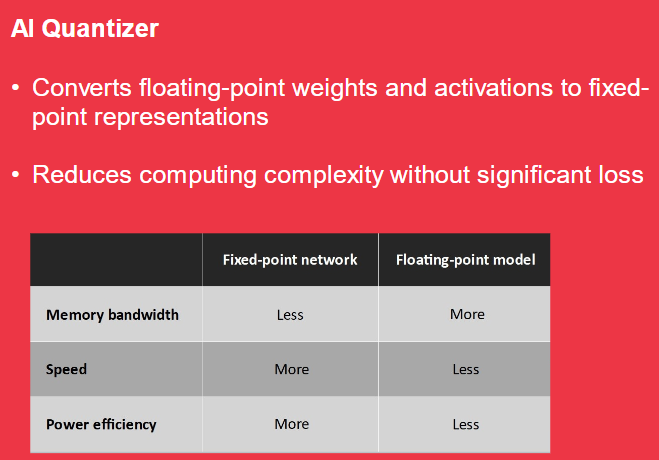 AI Quantizer
• Converts floating-point weights and activations to fixed-
point representations
• Reduces computing complexity without significant loss
Fixed-point network Floating-point model
Memory bandwidth Less More
Speed More Less
Power efficiency More Less